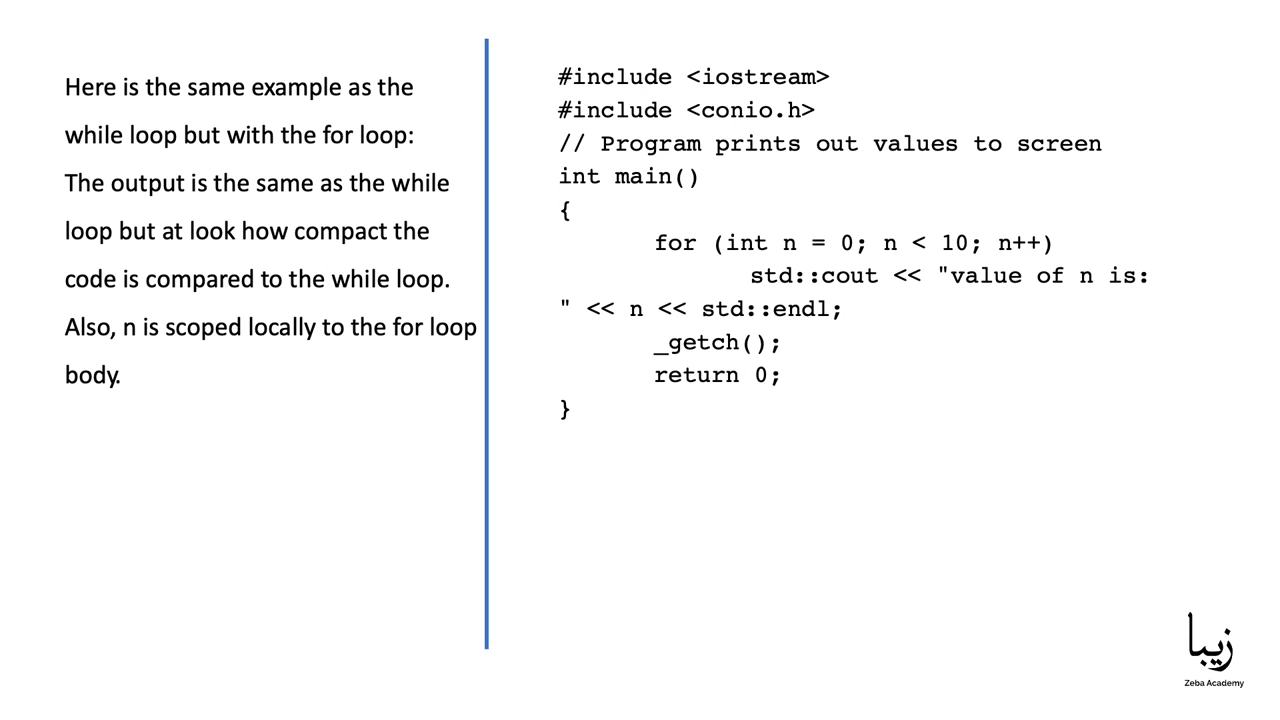 Here is the same example as the
while loop but with the for loop:
The output is the same as the while
loop but at look how compact the
code is compared to the while loop.
Also, n is scoped locally to the for loop
body.
#include <iostream>
#include <conio.h>
// Program prints out values to screen
int main()
{
for (int n = 0; n < 10; n++)
std::cout << "value of n is:
" << n << std::endl;
_getch();
return 0;
}
زيبا
Zeba Academy